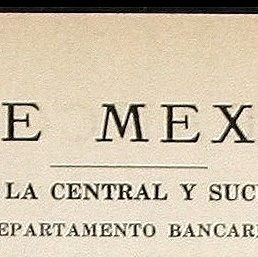 E MEX
LA CENTRAL Y SUC
EPARTAMENTO BANCAR